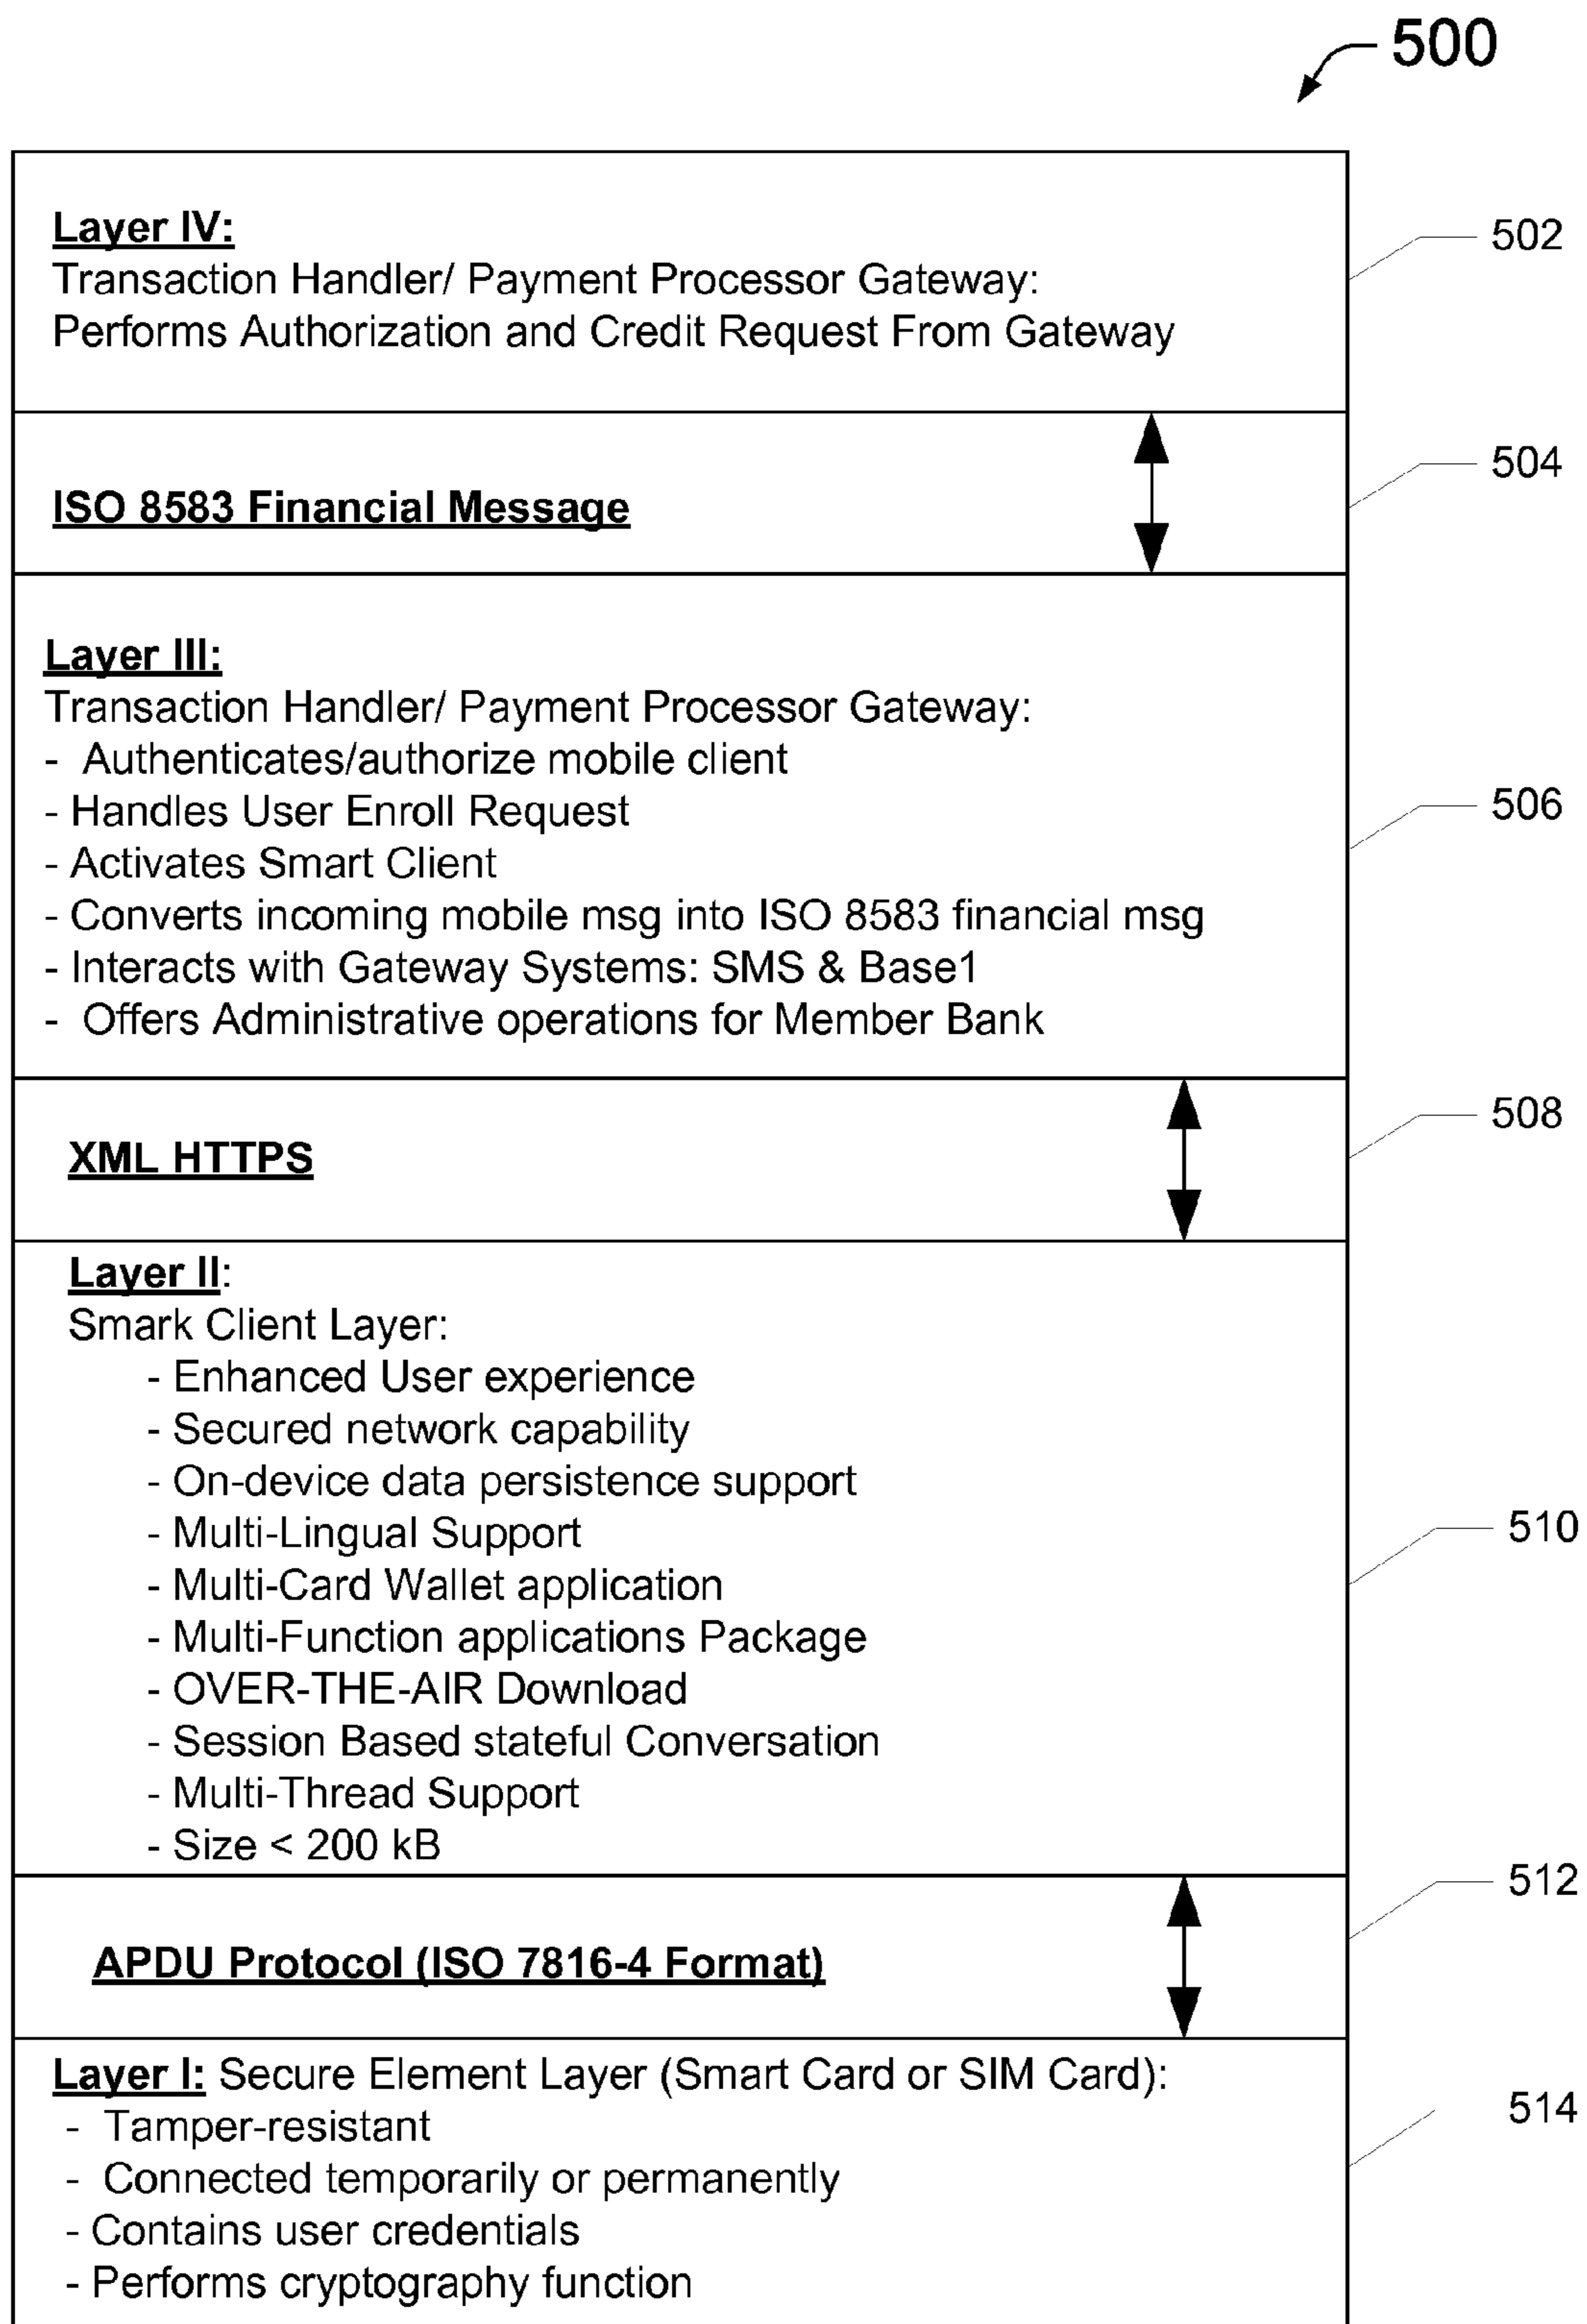 500
Layer IV:
Transaction Handler/ Payment Processor Gateway:
Performs Authorization and Credit Request From Gateway
502
ISO 8583 Financial Message
504
Layer III:
Transaction Handler/ Payment Processor Gateway:
- Authenticates/authorize mobile client
- Handles User Enroll Request
- Activates Smart Client
- Converts incoming mobile msg into ISO 8583 financial msg
- Interacts with Gateway Systems: SMS & Base1
- Offers Administrative operations for Member Bank
506
XML HTTPS
508
Layer II:
Smark Client Layer:
- Enhanced User experience
- Secured network capability
- On-device data persistence support
- Multi-Lingual Support
- Multi-Card Wallet application
- Multi-Function applications Package
- OVER-THE-AIR Download
- Session Based stateful Conversation
- Multi-Thread Support
- Size < 200 kB
510
APDU Protocol (ISO 7816-4 Format)
512
Layer I: Secure Element Layer (Smart Card or SIM Card):
- Tamper-resistant
- Connected temporarily or permanently
- Contains user credentials
- Performs cryptography function
514